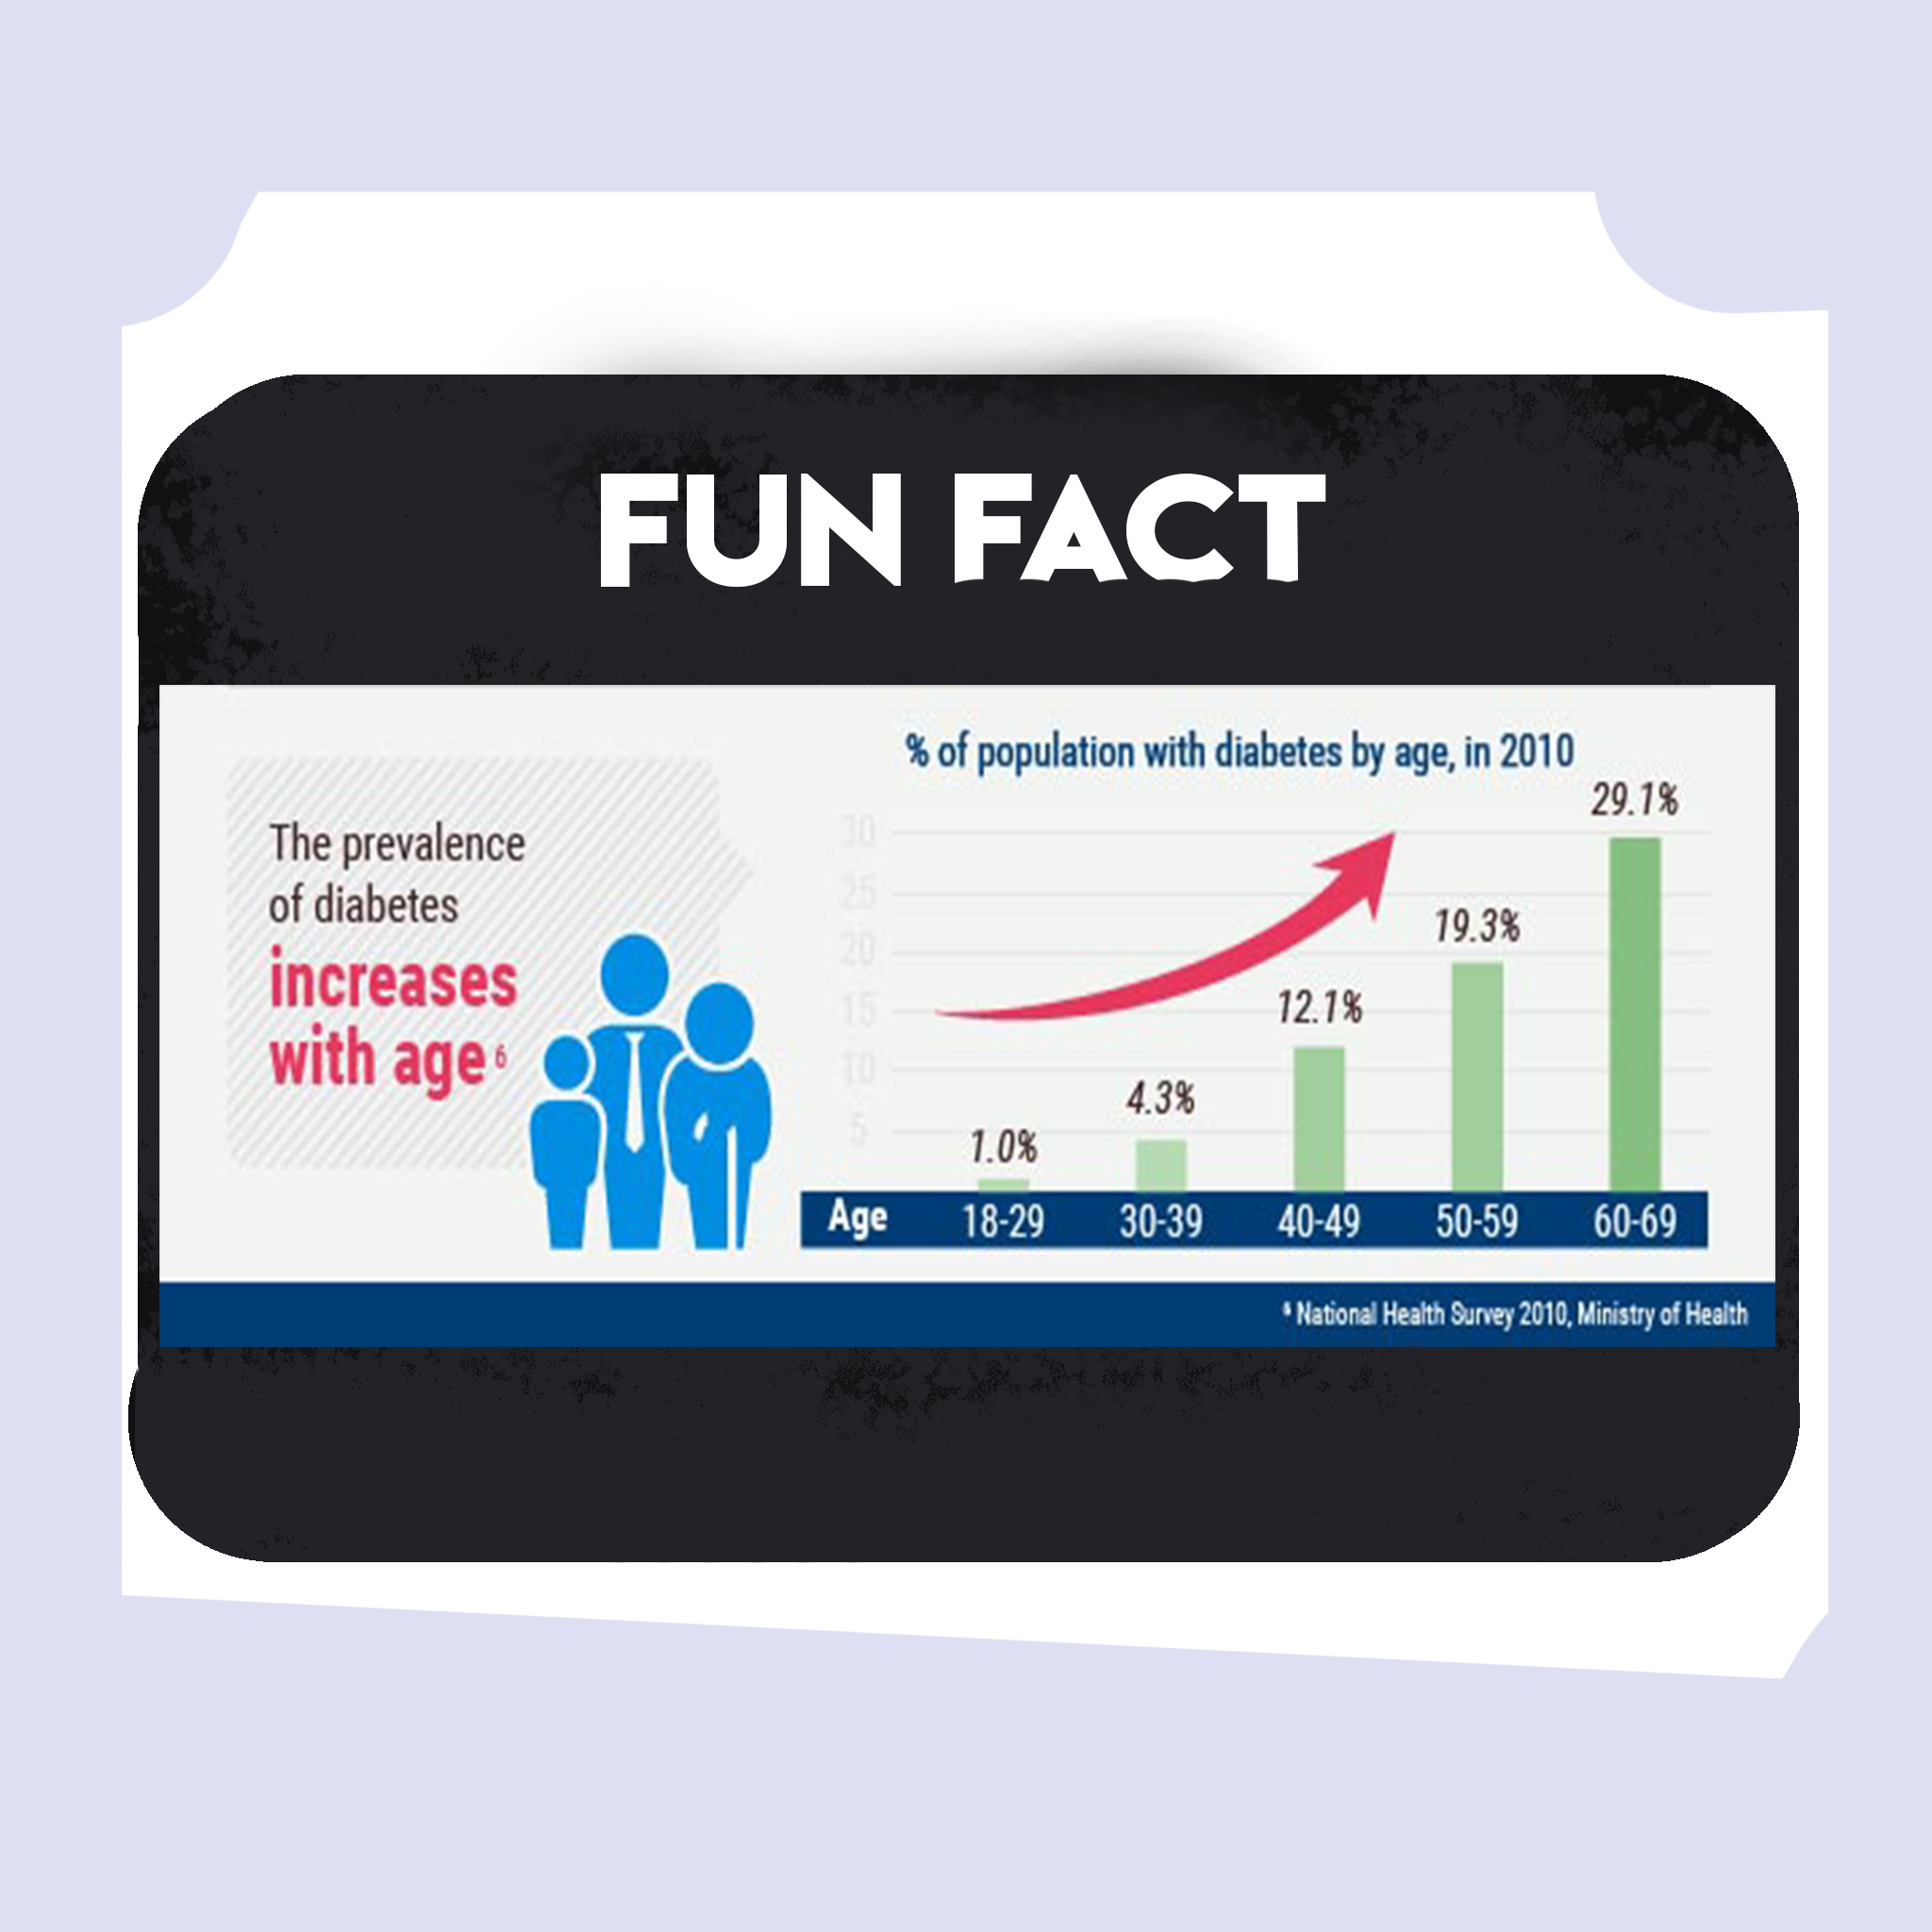 FUN FACT
The prevalence
of diabetes
increases
with age 6
% of population with diabetes by age, in 2010
30
25
20
15
10
5
1.0%
4.3%
12.1%
19.3%
29.1%
Age 18-29 30-39 40-49 50-59 60-69
6 National Health Survey 2010, Ministry of Health